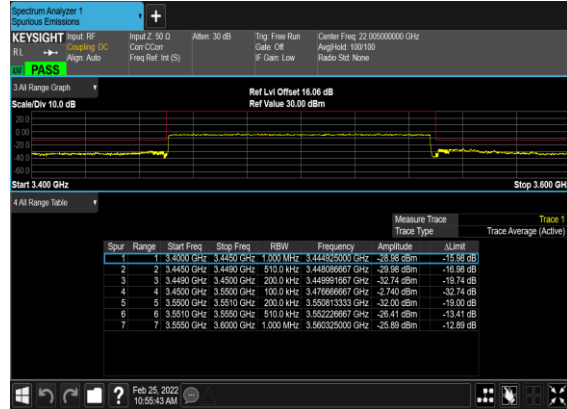 Spectrum Analyzer 1
Spurious Emissions
KEYSIGHT Input: RF Input Z: 50 Ω Atten: 30 dB Trig: Free Run Center Freq: 22.005000000 GHz
RL Coupling: DC Corr CCorr Gate: Off Avg|Hold: 100/100
Align: Auto Freq Ref: Int (S) IF Gain: Low Radio Std: None
PASS
3 All Range Graph Ref Lvl Offset 16.06 dB
Scale/Div 10.0 dB Ref Value 30.00 dBm
20.0
0.00
-20.0
-40.0
-60.0
Start 3.400 GHz Stop 3.600 GH
4 All Range Table
Measure Trace Trace 1
Trace Type Trace Average (Active)
Spur Range Start Freq Stop Freq RBW Frequency Amplitude ΔLimit
1 1 3.4000 GHz 3.4450 GHz 1.000 MHz 3.444925000 GHz -28.98 dBm -15.98 dB
2 2 3.4450 GHz 3.4490 GHz 510.0 kHz 3.448086667 GHz -29.98 dBm -16.98 dB
3 3 3.4490 GHz 3.4500 GHz 200.0 kHz 3.449991667 GHz -32.74 dBm -19.74 dB
4 4 3.4500 GHz 3.5500 GHz 100.0 kHz 3.476666667 GHz -2.740 dBm -32.74 dB
5 5 3.5500 GHz 3.5510 GHz 200.0 kHz 3.550813333 GHz -32.00 dBm -19.00 dB
6 6 3.5510 GHz 3.5550 GHz 510.0 kHz 3.552226667 GHz -26.41 dBm -13.41 dB
7 7 3.5550 GHz 3.6000 GHz 1.000 MHz 3.560325000 GHz -25.89 dBm -12.89 dB
Feb 25, 2022
10:55:43 AM